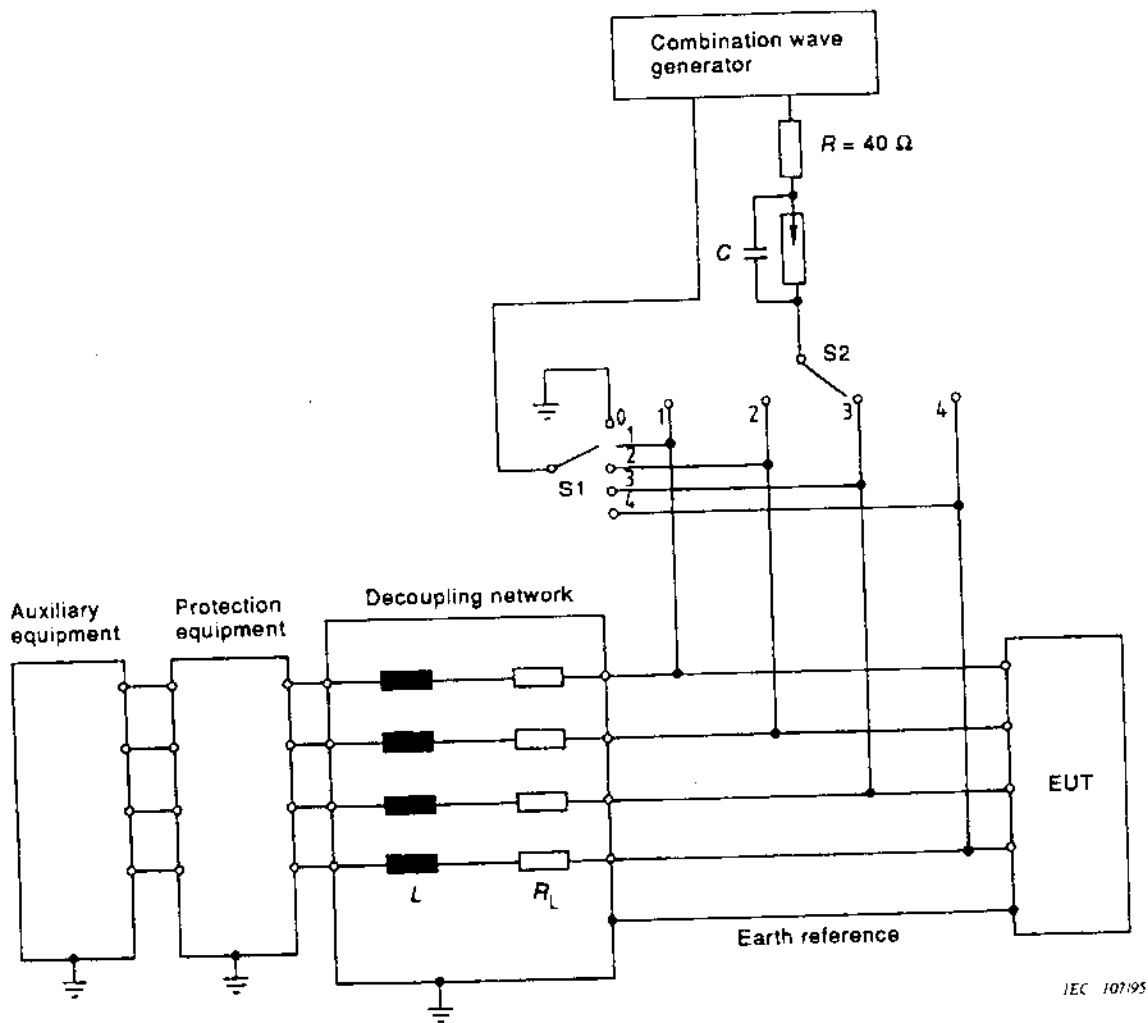 Combination wave
generator
R = 40 Ω
C
S2
0
1
2
3
4
1
2
3
4
S1
Auxiliary
equipment
Protection
equipment
Decoupling network
L
RL
EUT
Earth reference
IEC 107/95